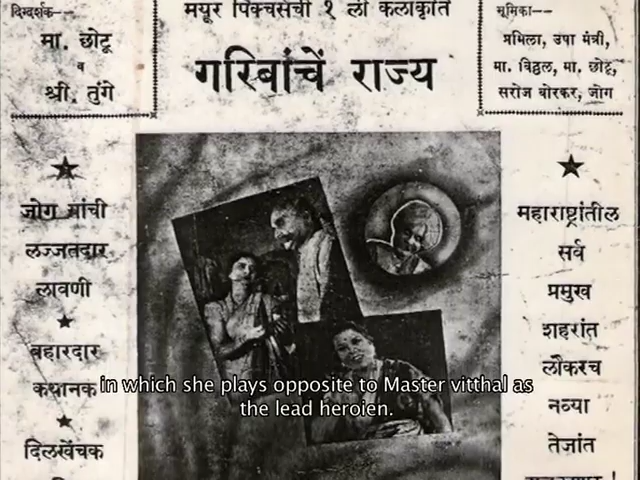 दिग्दर्शक—
मा. छोटू
व
श्री. तुंगे
मयूर पिक्चर्सची १ ली कलाकृति
गरिबांचें राज्य
भूमिका—
प्रमिला, उषा मंत्री,
मा. विठ्ठल, मा. छोटू,
सरोज बोरकर, जोग
जोग यांची
लज्जतदार
लावणी
बहारदार
कथानक
दिलखेंचक
महाराष्ट्रांतील
सर्व
प्रमुख
शहरांत
लौकरच
नव्या
तेजांत
in which she plays opposite to Master vitthal as
the lead heroien.